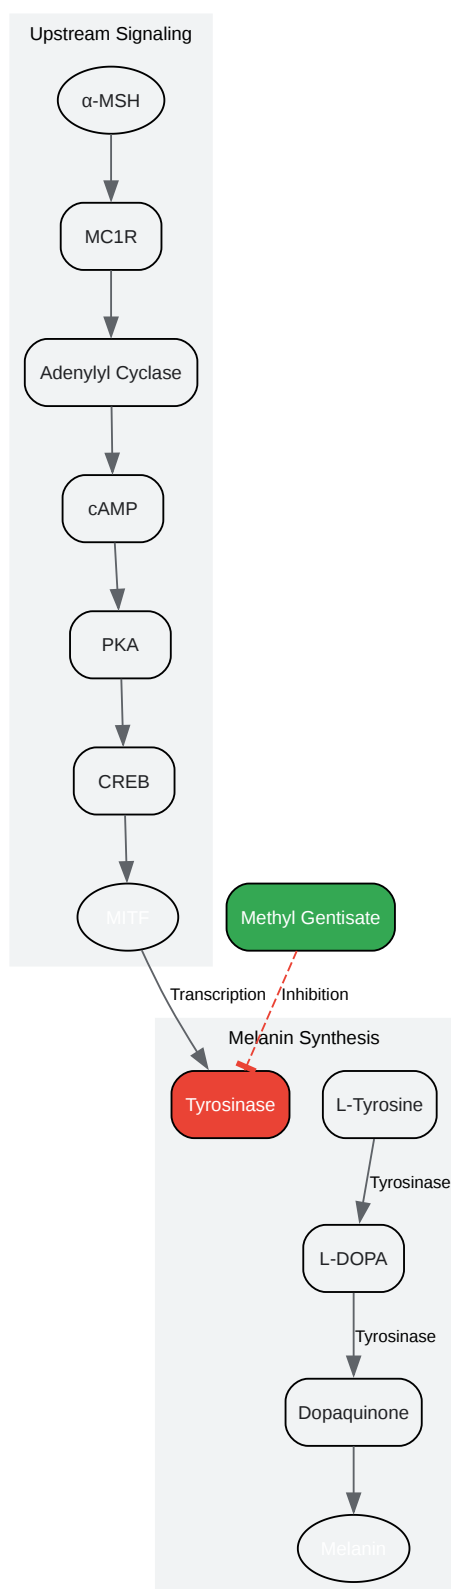 Upstream Signaling
α-MSH
MC1R
Adenylyl Cyclase
cAMP
PKA
CREB
MITF
Methyl Gentisate
Transcription
Inhibition
Melanin Synthesis
Tyrosinase
L-Tyrosine
Tyrosinase
L-DOPA
Tyrosinase
Dopaquinone
Melanin